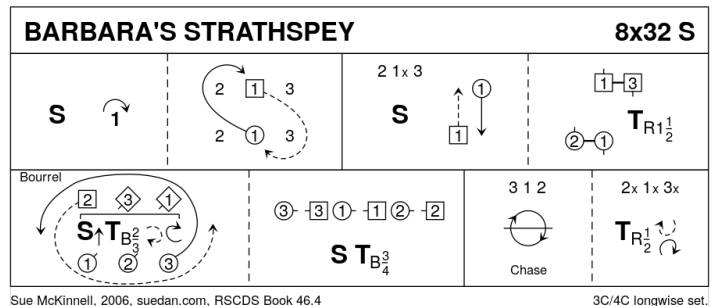 BARBARA'S STRATHSPEY 8x32 S
S 1
2 1 3
2 1 3
2 1x 3
S 1
1
1 3
2 1
T R1½
Bourrel
2 3 1
S T B⅔
1 2 3
3 3 1 1 2 2
S T B¾
3 1 2
Chase
2x 1x 3x
T R½
Sue McKinnell, 2006, suedan.com, RSCDS Book 46.4 3C/4C longwise set.